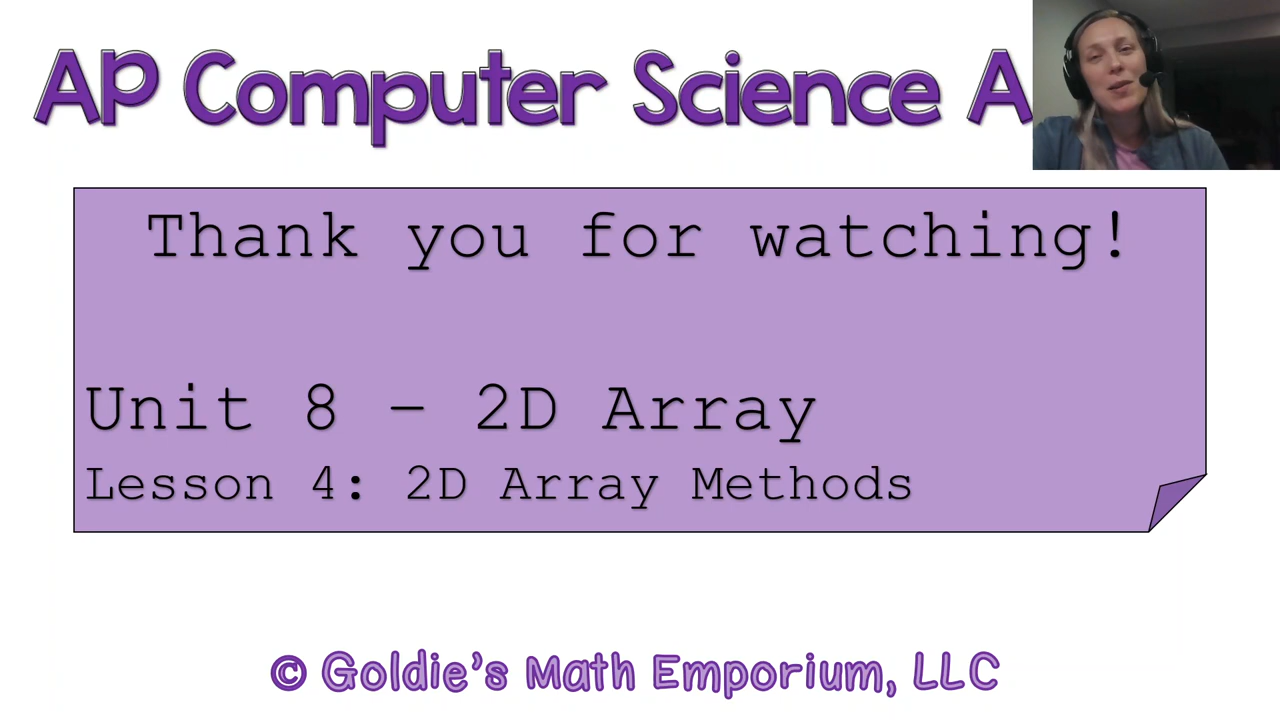 AP Computer Science A
Thank you for watching!
Unit 8 – 2D Array
Lesson 4: 2D Array Methods
© Goldie's Math Emporium, LLC